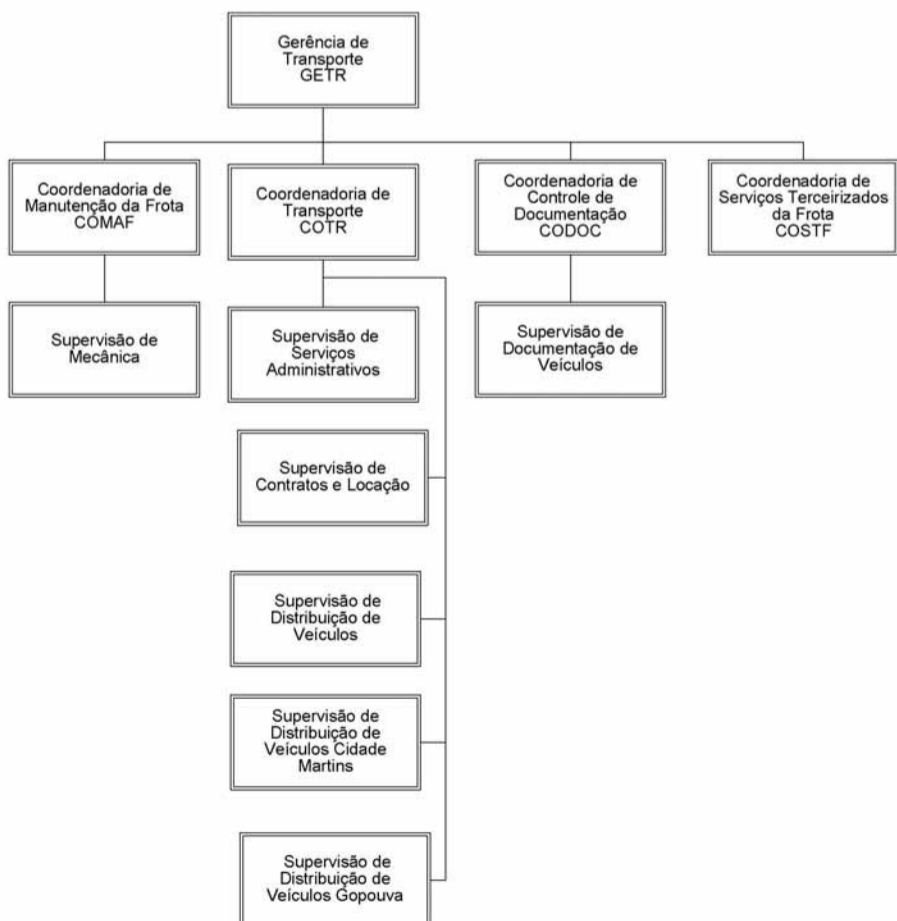 Gerência de
Transporte
GETR
Coordenadoria de
Manutenção da Frota
COMAF
Coordenadoria de
Transporte
COTR
Coordenadoria de
Controle de
Documentação
CODOC
Coordenadoria de
Serviços Terceirizados
da Frota
COSTF
Supervisão de
Mecânica
Supervisão de
Serviços
Administrativos
Supervisão de
Documentação de
Veículos
Supervisão de
Contratos e Locação
Supervisão de
Distribuição de
Veículos
Supervisão de
Distribuição de
Veículos Cidade
Martins
Supervisão de
Distribuição de
Veículos Gopouva